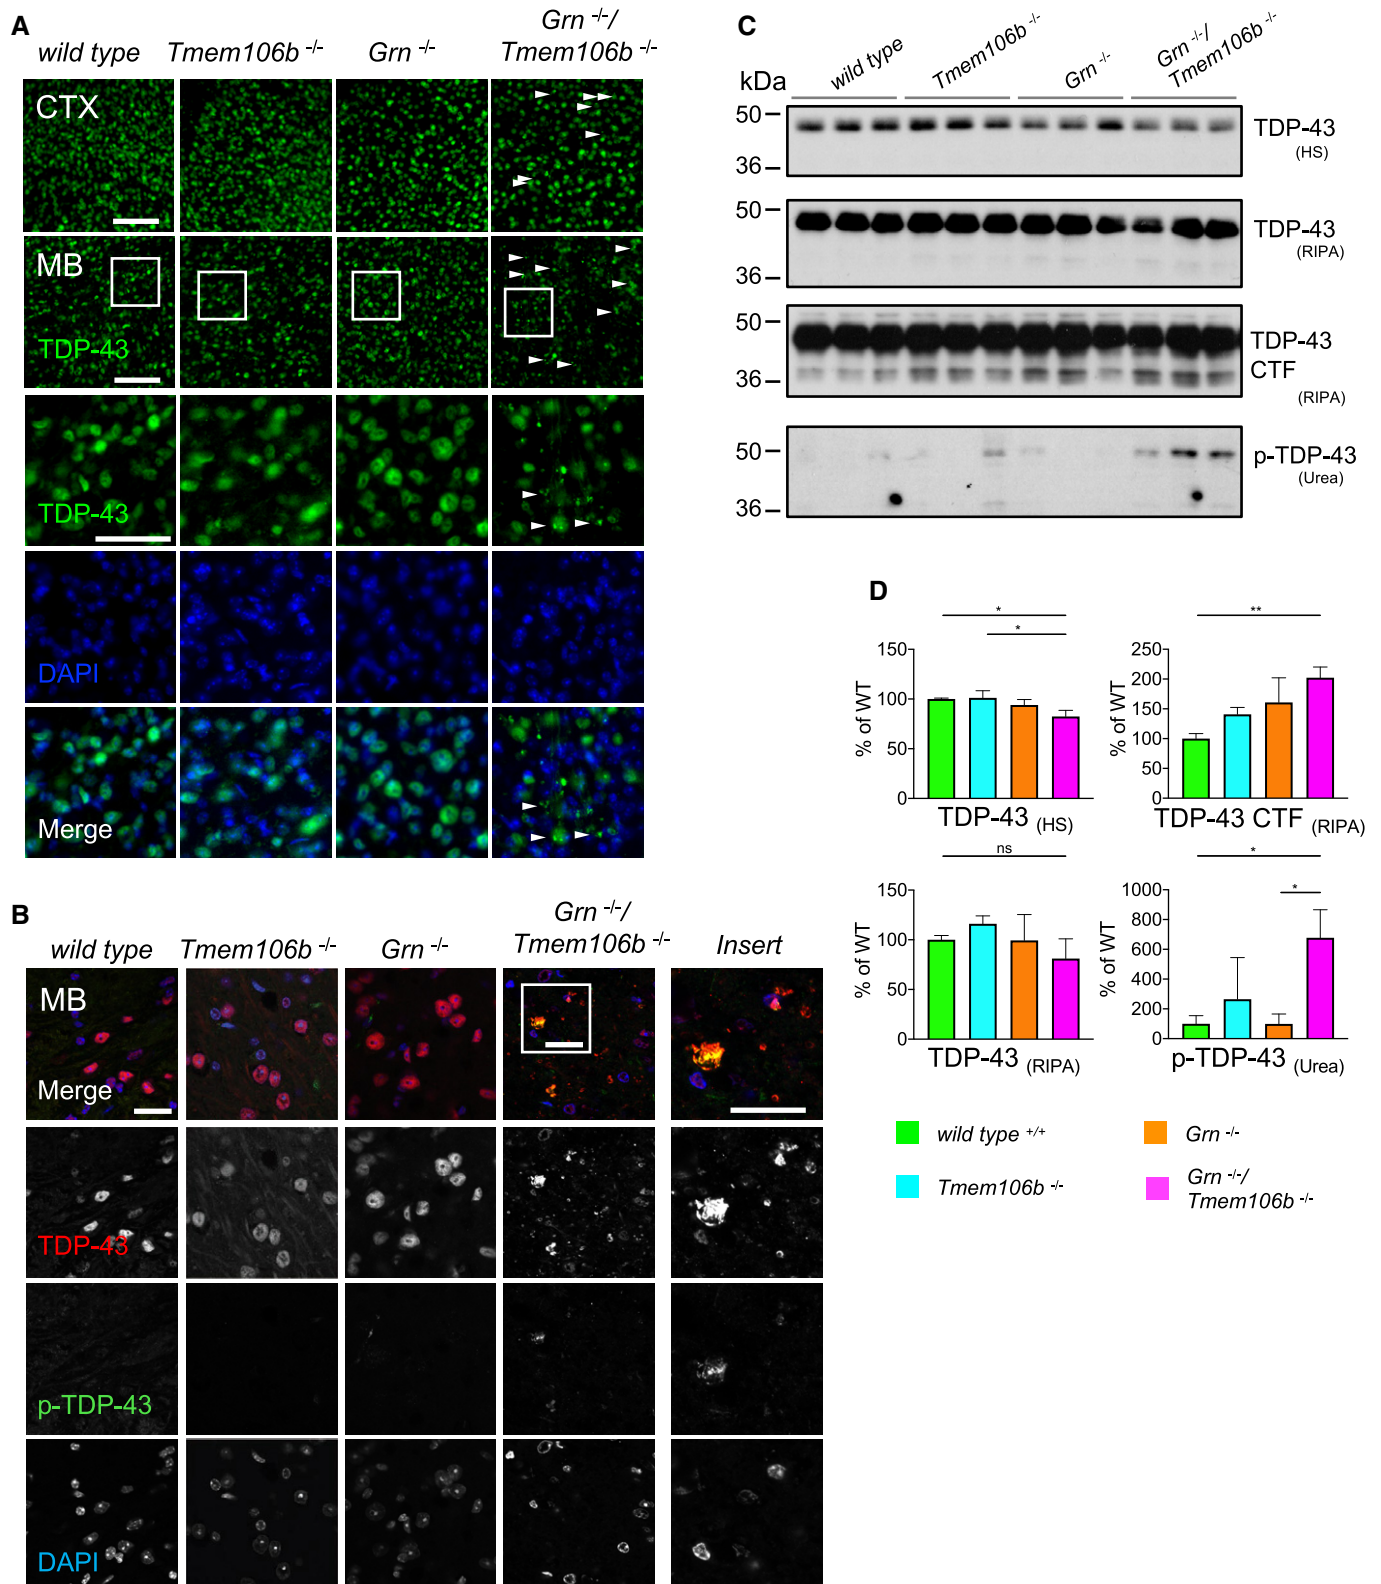 A
wild type
Tmem106b -/-
Grn -/-
Grn -/-/
Tmem106b -/-
CTX
MB
TDP-43
TDP-43
DAPI
Merge
B
wild type
Tmem106b -/-
Grn -/-
Grn -/-/
Tmem106b -/-
Insert
MB
Merge
TDP-43
p-TDP-43
DAPI
C
kDa
wild type
Tmem106b -/-
Grn -/-
Grn -/-/
Tmem106b -/-
50
36
TDP-43
(HS)
50
36
TDP-43
(RIPA)
50
36
TDP-43
CTF
(RIPA)
50
36
p-TDP-43
(Urea)
D
*
*
150
100
50
0
% of WT
TDP-43 (HS)
**
250
200
150
100
50
0
% of WT
TDP-43 CTF (RIPA)
ns
150
100
50
0
% of WT
TDP-43 (RIPA)
*
*
1000
800
600
400
200
0
% of WT
p-TDP-43 (Urea)
wild type +/+
Grn -/-
Tmem106b -/-
Grn -/-/
Tmem106b -/-